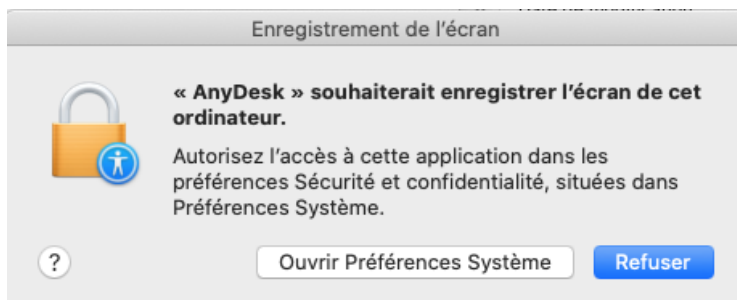 Enregistrement de l’écran
« AnyDesk » souhaiterait enregistrer l’écran de cet
ordinateur.
Autorisez l’accès à cette application dans les
préférences Sécurité et confidentialité, situées dans
Préférences Système.
?
Ouvrir Préférences Système
Refuser